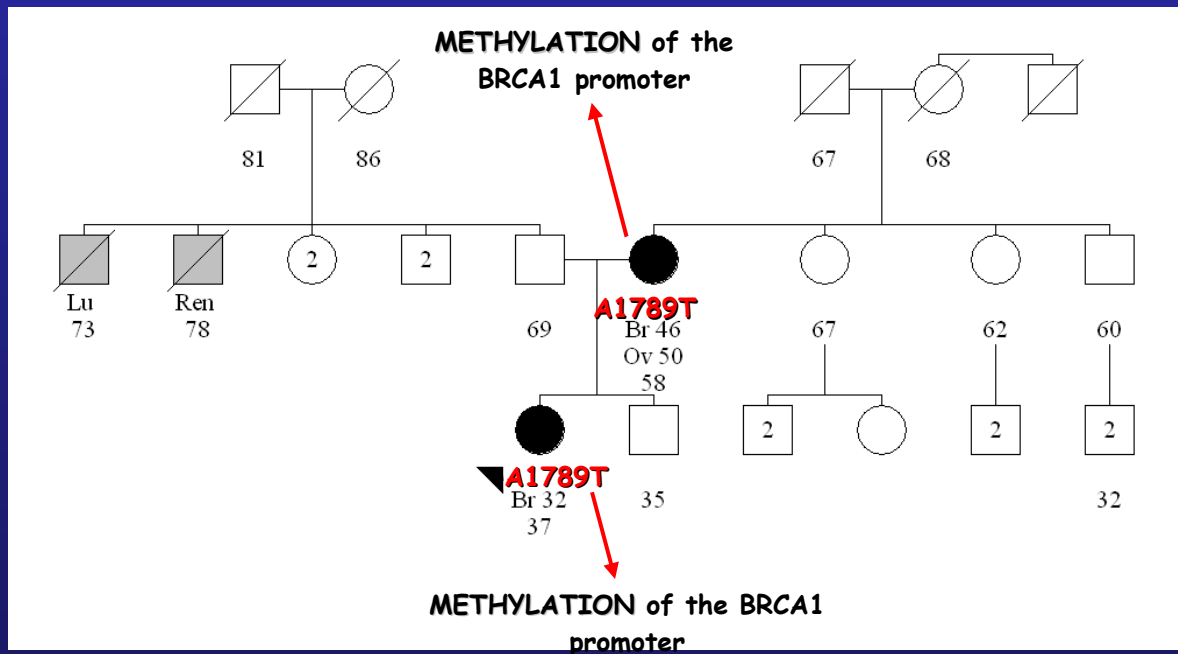 METHYLATION of the
BRCA1 promoter
81 86 67 68
2 2
Lu
73
Ren
78
69
A1789T
Br 46
Ov 50
58
67
62
60
2
2
2
A1789T
Br 32
37
35
32
METHYLATION of the BRCA1
promoter